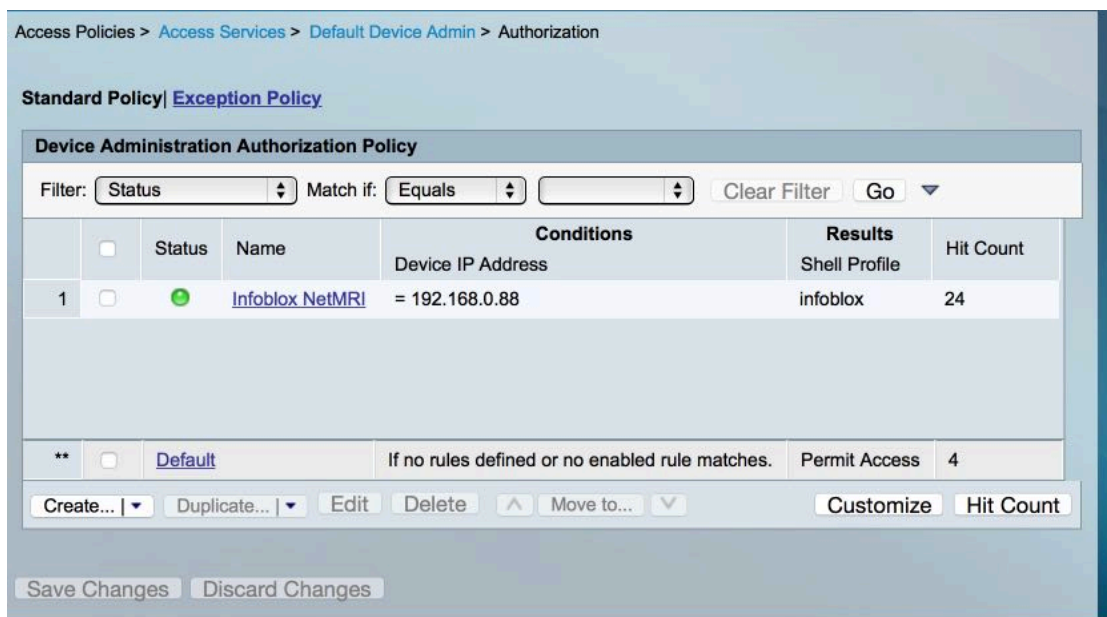 Access Policies > Access Services > Default Device Admin > Authorization
Standard Policy| Exception Policy
Device Administration Authorization Policy
Filter: Status Match if: Equals Clear Filter Go
Status Name Conditions Device IP Address Results Shell Profile Hit Count
1 Infoblox NetMRI = 192.168.0.88 infoblox 24
** Default If no rules defined or no enabled rule matches. Permit Access 4
Create... | Duplicate... | Edit Delete Move to... Customize Hit Count
Save Changes Discard Changes